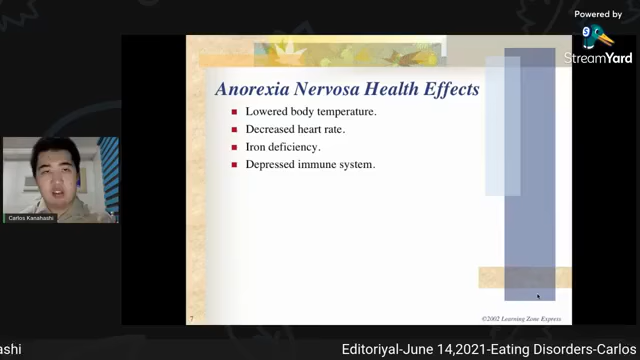 Powered by
StreamYard
Anorexia Nervosa Health Effects
Lowered body temperature.
Decreased heart rate.
Iron deficiency.
Depressed immune system.
Carlos Kanahashi
7
©2002 Learning Zone Express
ashi
Editoriyal-June 14,2021-Eating Disorders-Carlos